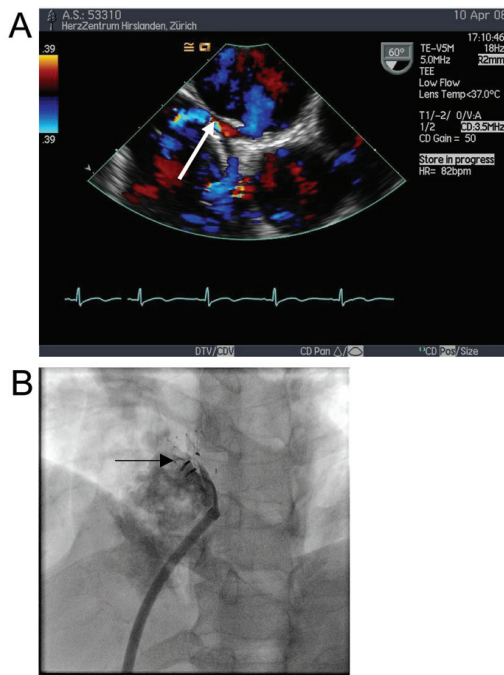 A
A.S.: 53310
HerzZentrum Hirslanden, Zürich
10 Apr 08
.39
.39
60°
17:10:46
TE-V5M 18Hz
5.0MHz R2mm
TEE
Low Flow
Lens Temp<37.0°C
T1/-2/ 0/V:A
1/2 CD:3.5MHz
CD Gain = 50
Store in progress
HR= 82bpm
DTV/CDV CD Pan CD Pos/Size
B